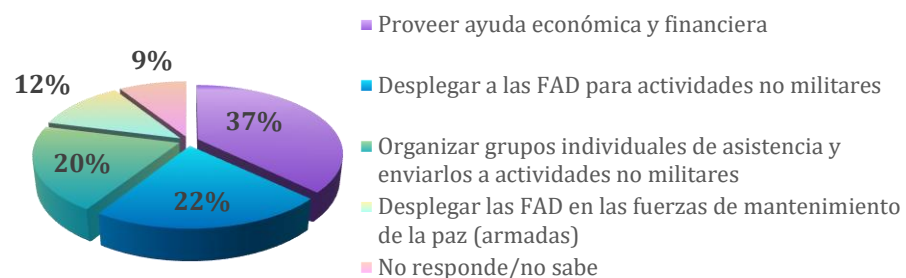 9%
12%
37%
20%
22%
Proveer ayuda económica y financiera
Desplegar a las FAD para actividades no militares
Organizar grupos individuales de asistencia y
enviarlos a actividades no militares
Desplegar las FAD en las fuerzas de mantenimiento
de la paz (armadas)
No responde/no sabe